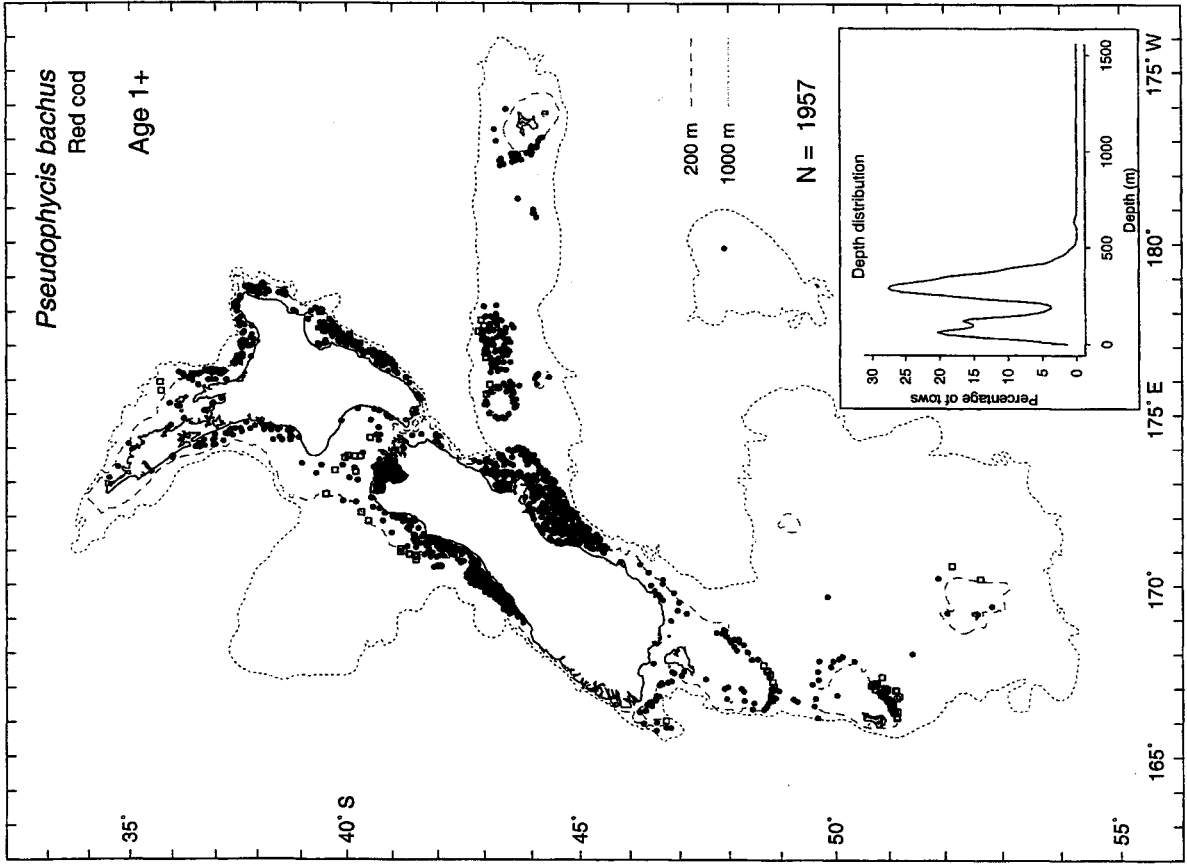 Pseudophycis bachus
Red cod
Age 1+
200 m
1000 m
N = 1957
Depth distribution
Percentage of tows
30
25
20
15
10
5
0
0
500
1000
1500
Depth (m)
35°
40° S
45°
50°
55°
165°
170°
175° E
180°
175° W